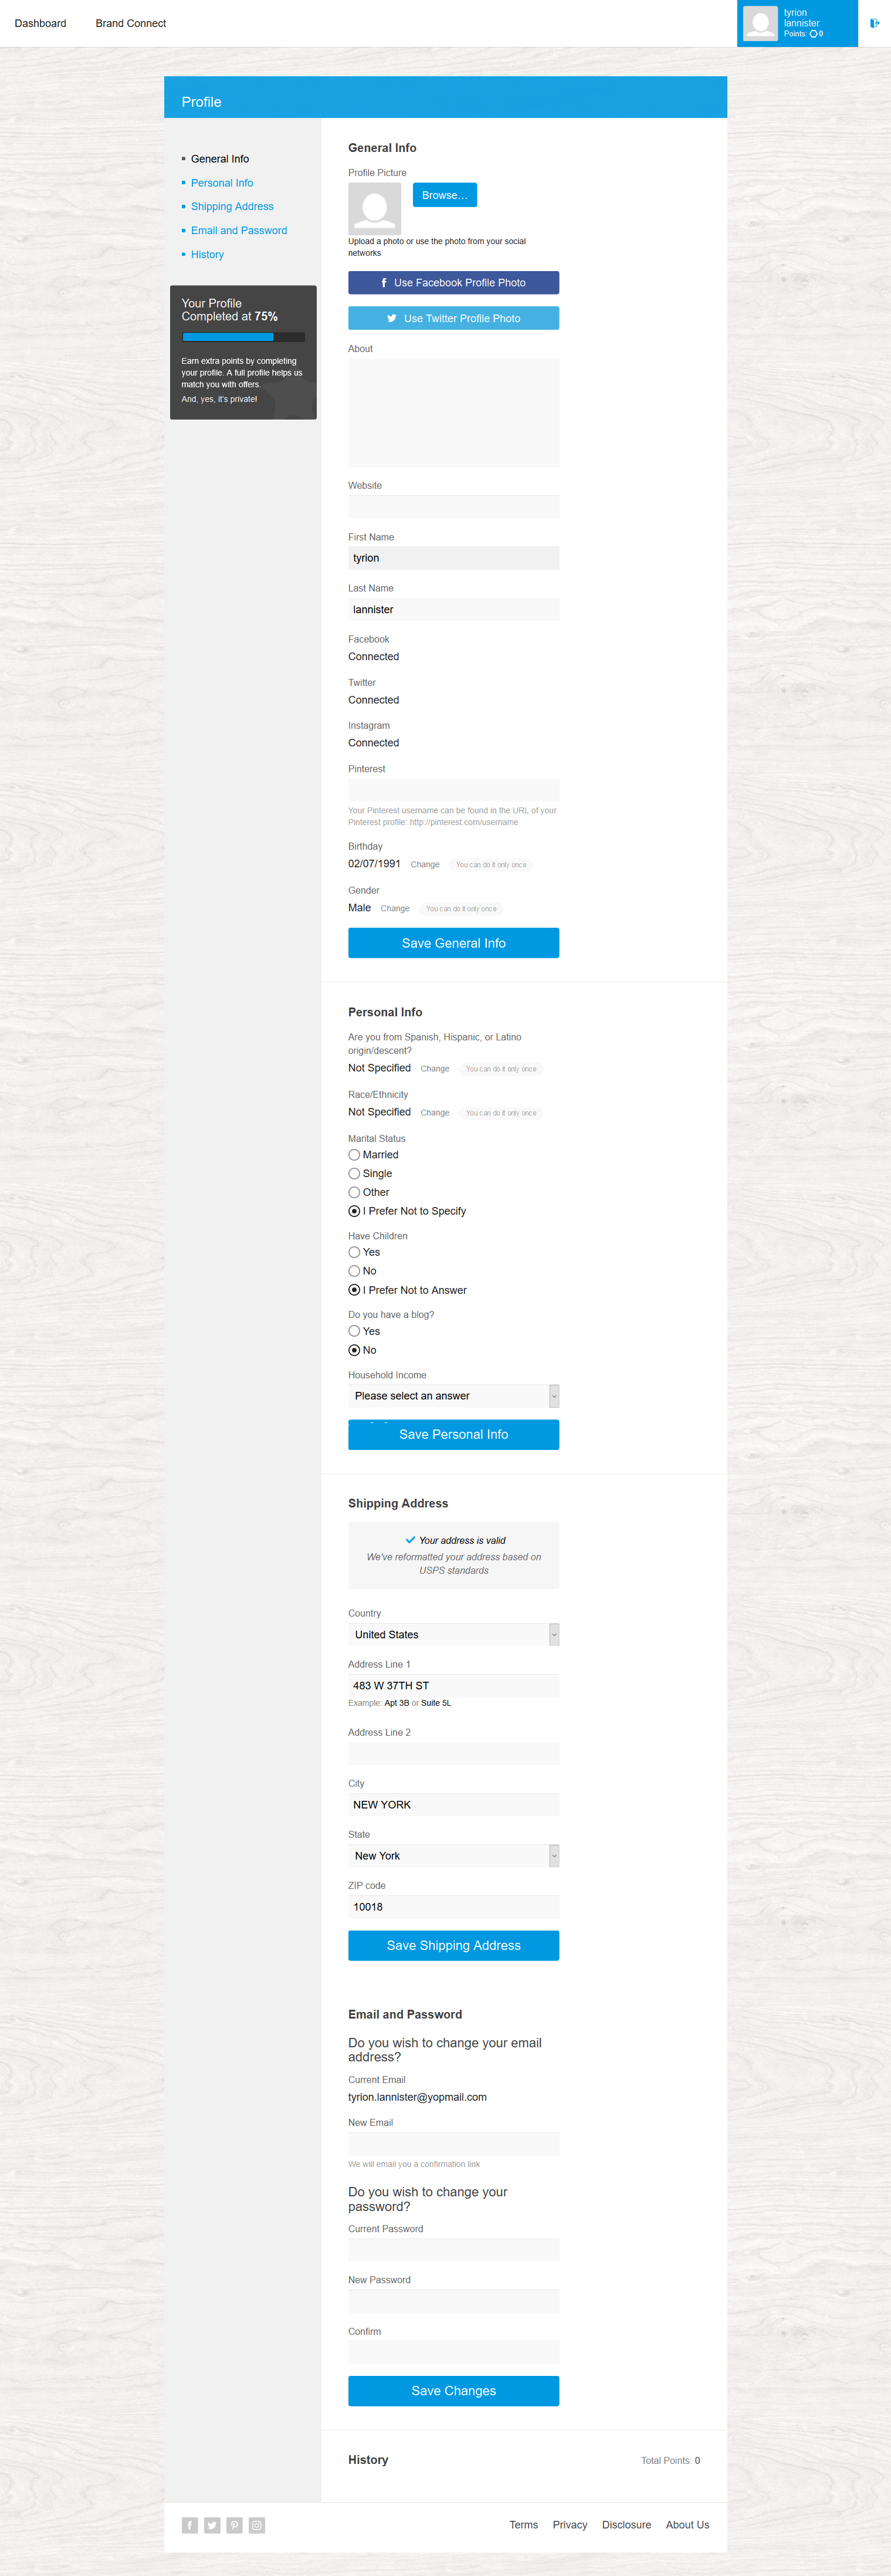 Dashboard Brand Connect
tyrion
lannister
Points: 0
Profile
General Info
Personal Info
Shipping Address
Email and Password
History
Your Profile
Completed at 75%
Earn extra points by completing
your profile. A full profile helps us
match you with offers.
And, yes, it's private!
General Info
Profile Picture
Browse...
Upload a photo or use the photo from your social
networks
Use Facebook Profile Photo
Use Twitter Profile Photo
About
Website
First Name
tyrion
Last Name
lannister
Facebook
Connected
Twitter
Connected
Instagram
Connected
Pinterest
Your Pinterest username can be found in the URL of your
Pinterest profile: http://pinterest.com/username
Birthday
02/07/1991 Change You can do it only once
Gender
Male Change You can do it only once
Save General Info
Personal Info
Are you from Spanish, Hispanic, or Latino
origin/descent?
Not Specified Change You can do it only once
Race/Ethnicity
Not Specified Change You can do it only once
Marital Status
Married
Single
Other
I Prefer Not to Specify
Have Children
Yes
No
I Prefer Not to Answer
Do you have a blog?
Yes
No
Household Income
Please select an answer
Save Personal Info
Shipping Address
Your address is valid
We've reformatted your address based on
USPS standards
Country
United States
Address Line 1
483 W 37TH ST
Example: Apt 3B or Suite 5L
Address Line 2
City
NEW YORK
State
New York
ZIP code
10018
Save Shipping Address
Email and Password
Do you wish to change your email
address?
Current Email
tyrion.lannister@yopmail.com
New Email
We will email you a confirmation link
Do you wish to change your
password?
Current Password
New Password
Confirm
Save Changes
History Total Points: 0
Terms Privacy Disclosure About Us